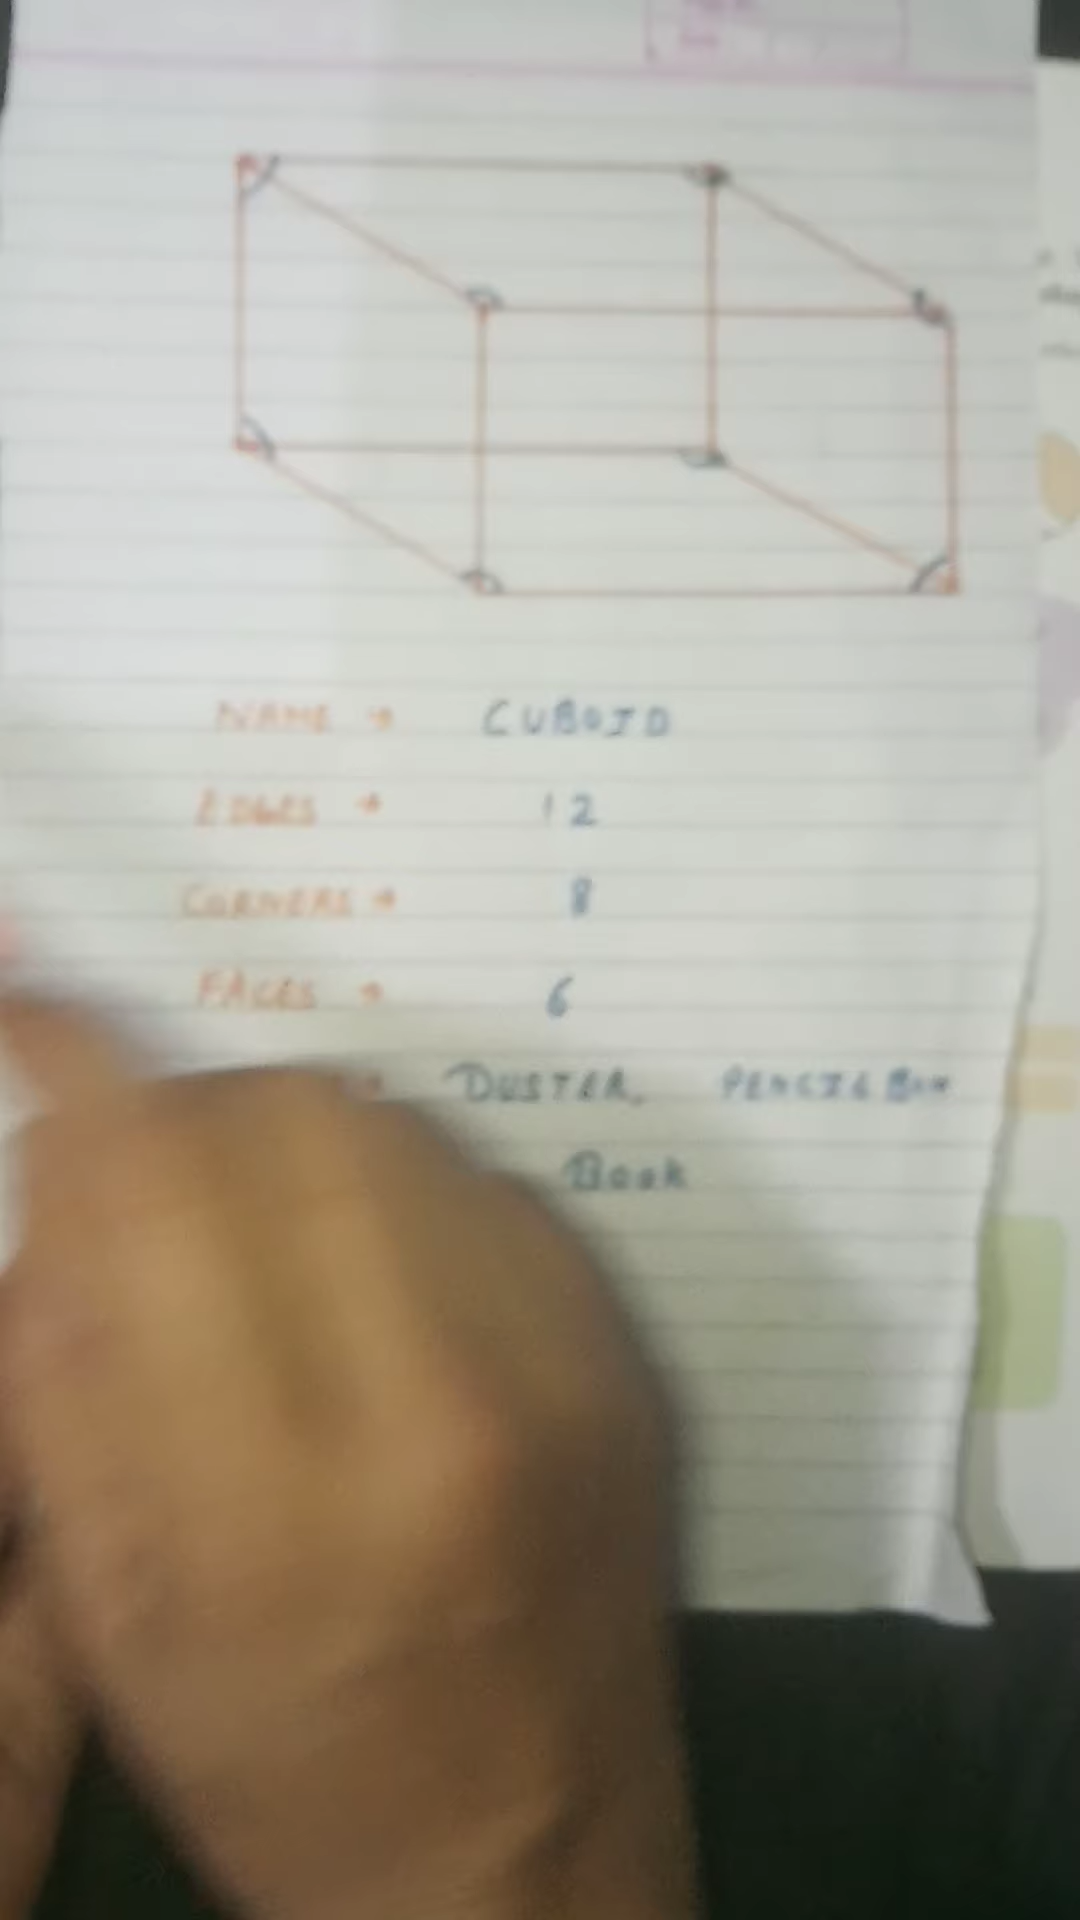 NAME → CUBOID
EDGES → 12
CORNERS → 8
FACES → 6
→ DUSTER, PENCIL BOX
BOOK